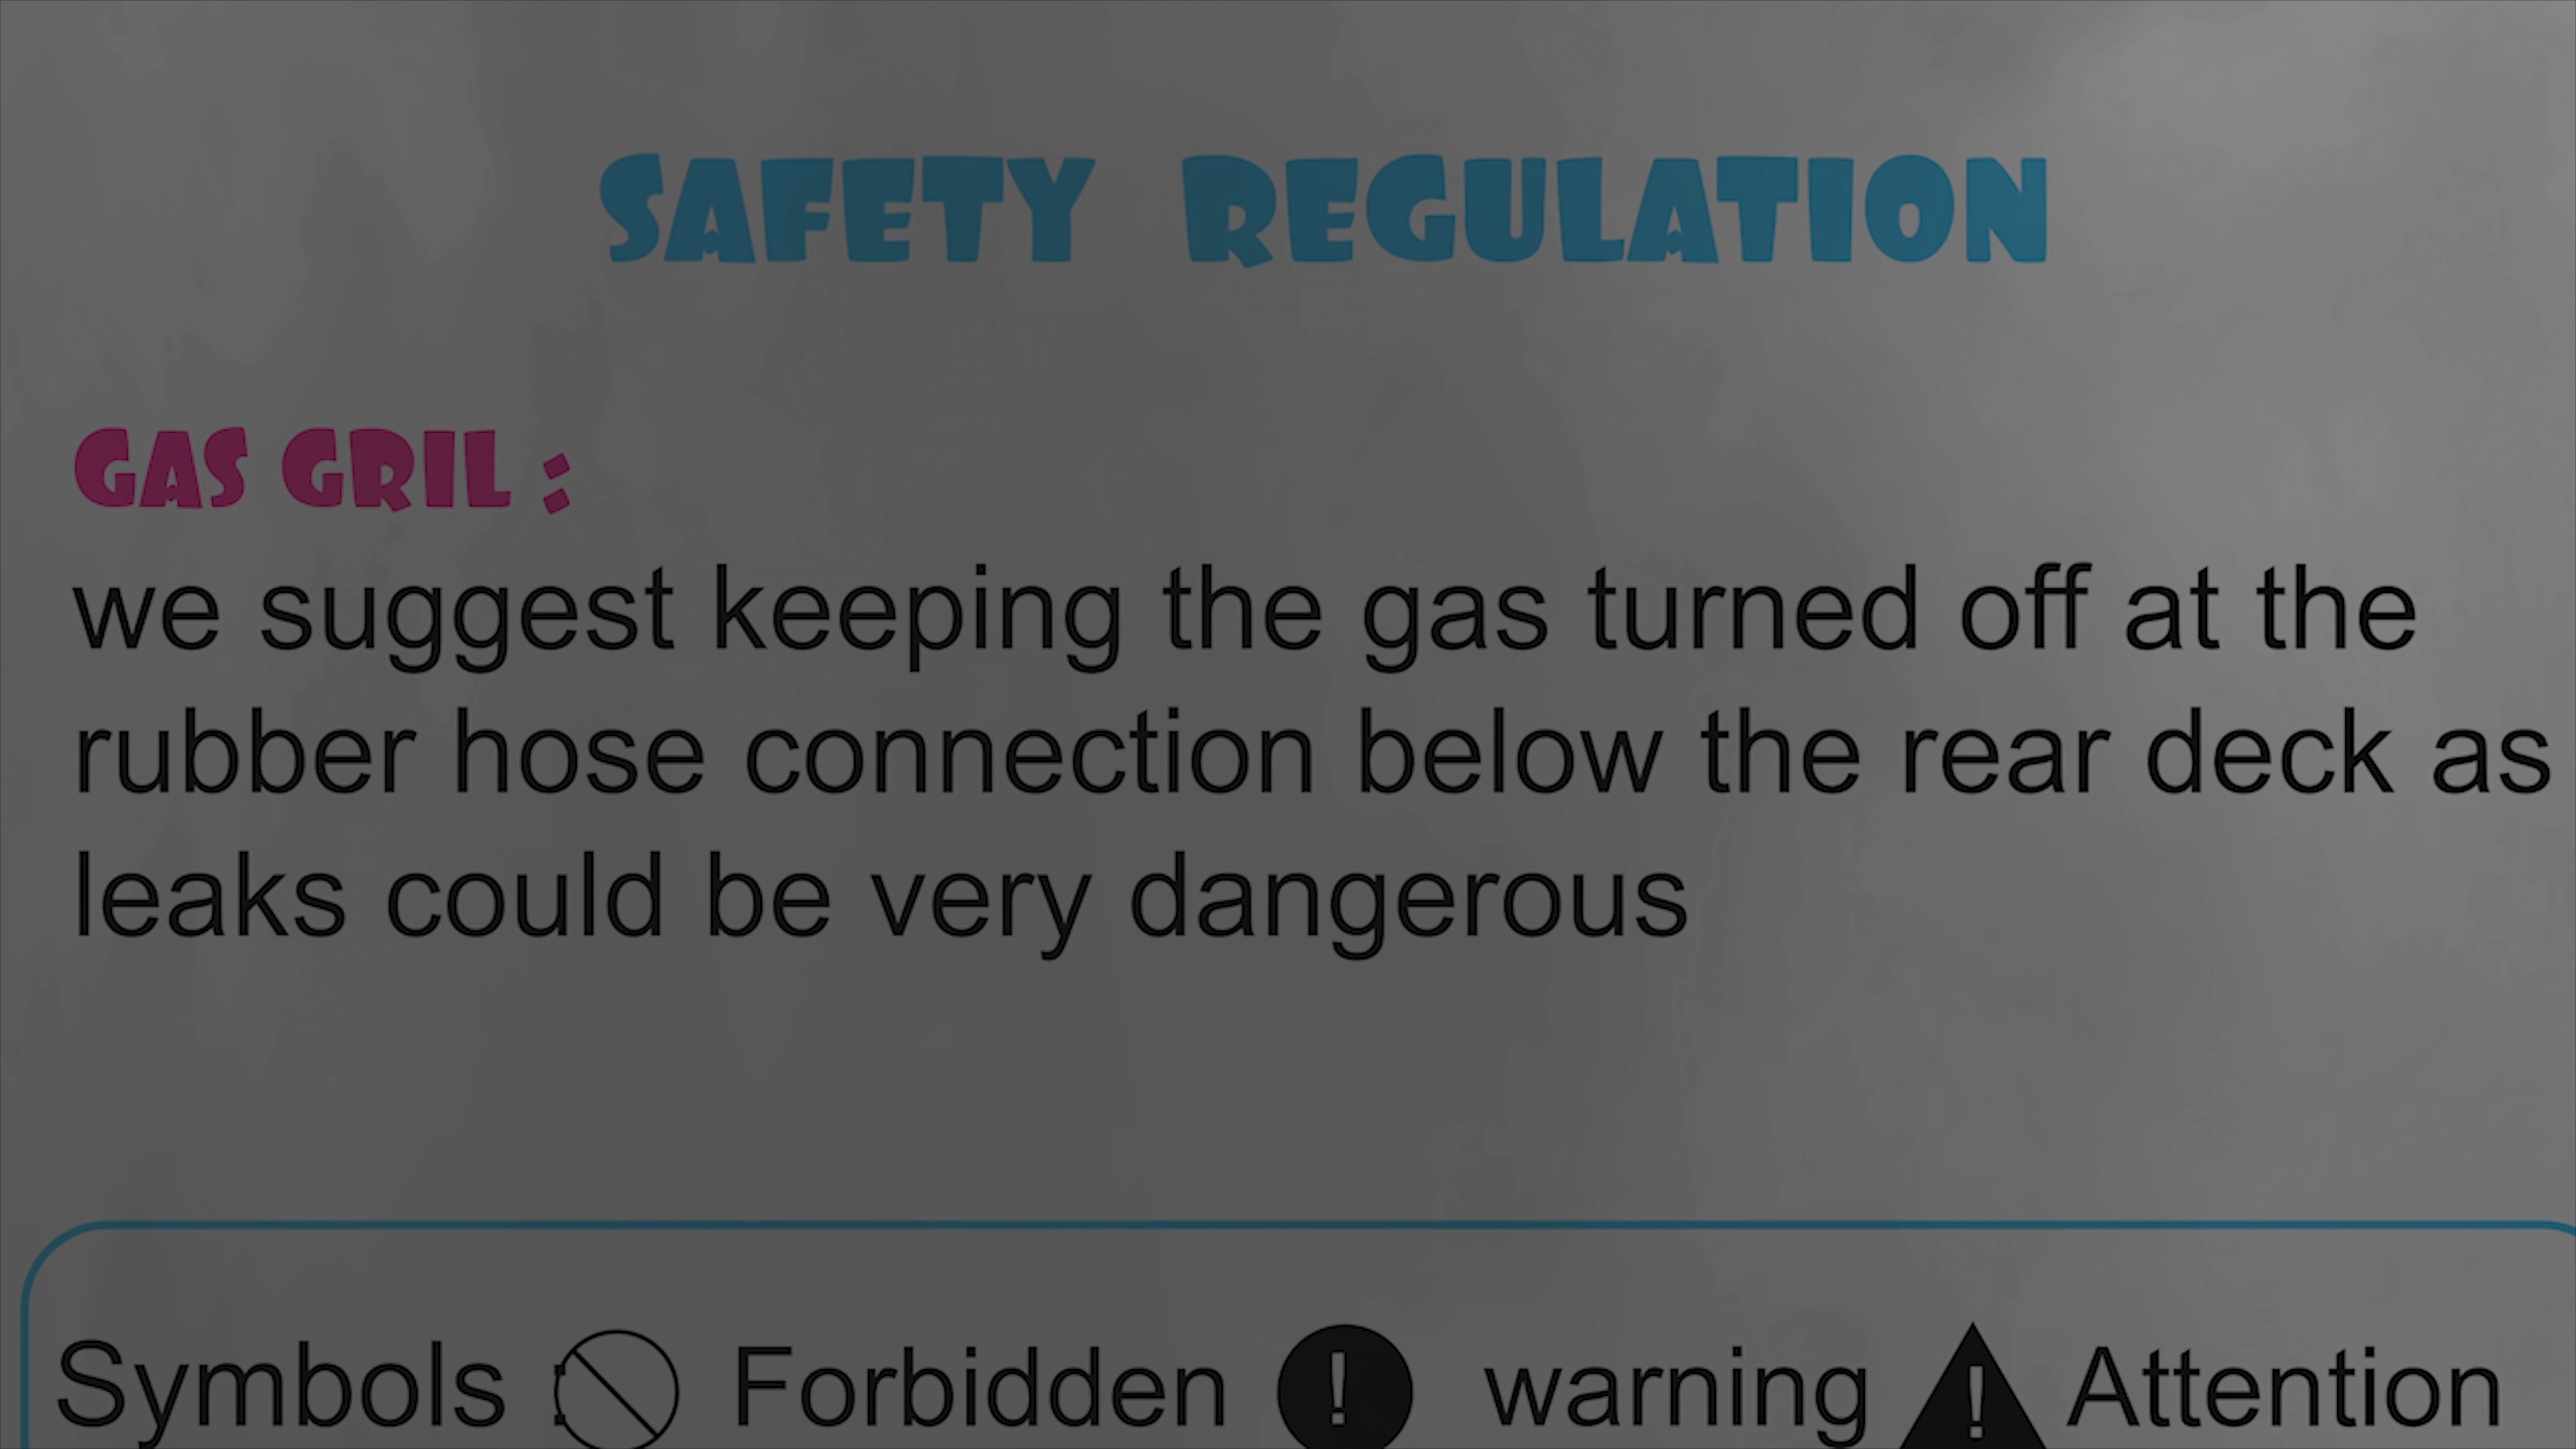 SAFETY REGULATION
GAS GRIL :
we suggest keeping the gas turned off at the
rubber hose connection below the rear deck as
leaks could be very dangerous
Symbols : Forbidden ! warning ! Attention